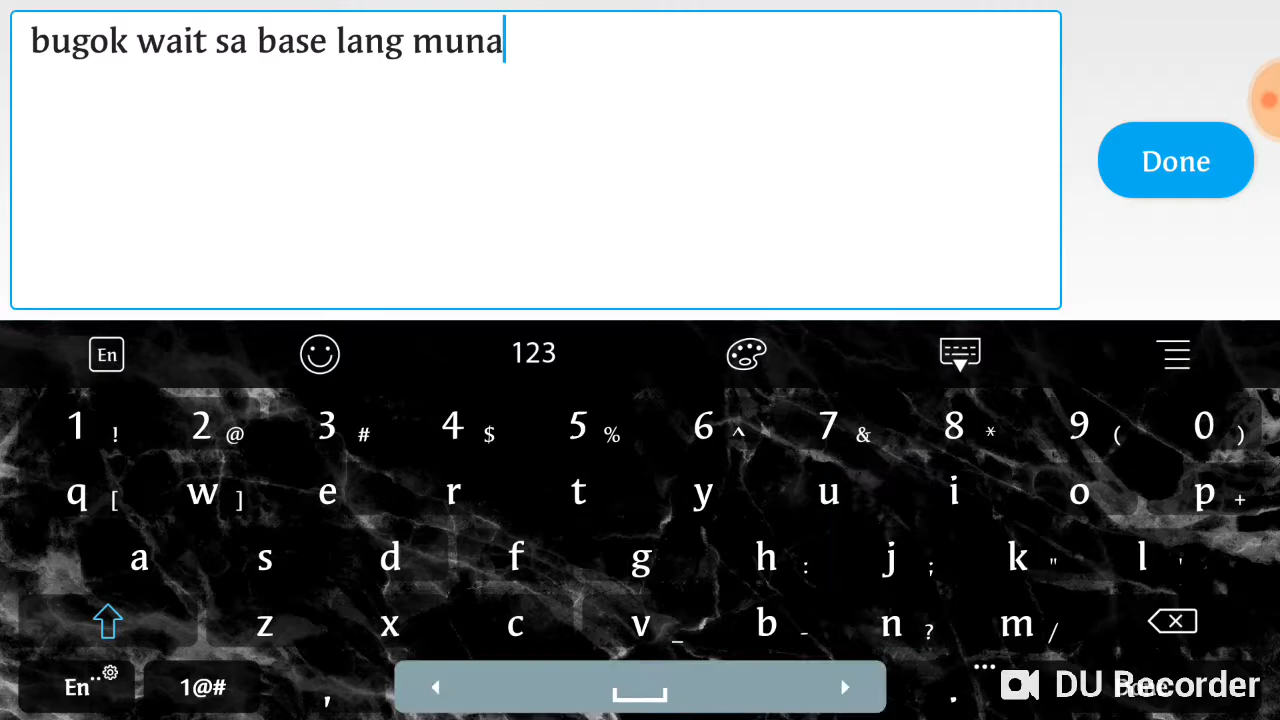 bugok wait sa base lang muna
Done
En 123
1 ! 2 @ 3 # 4 $ 5 % 6 ^ 7 & 8 * 9 ( 0 )
q [ w ] e r t y u i o p +
a s d f g h : j ; k " l '
z x c v _ b - n ? m /
En 1@# , . ... DU Recorder